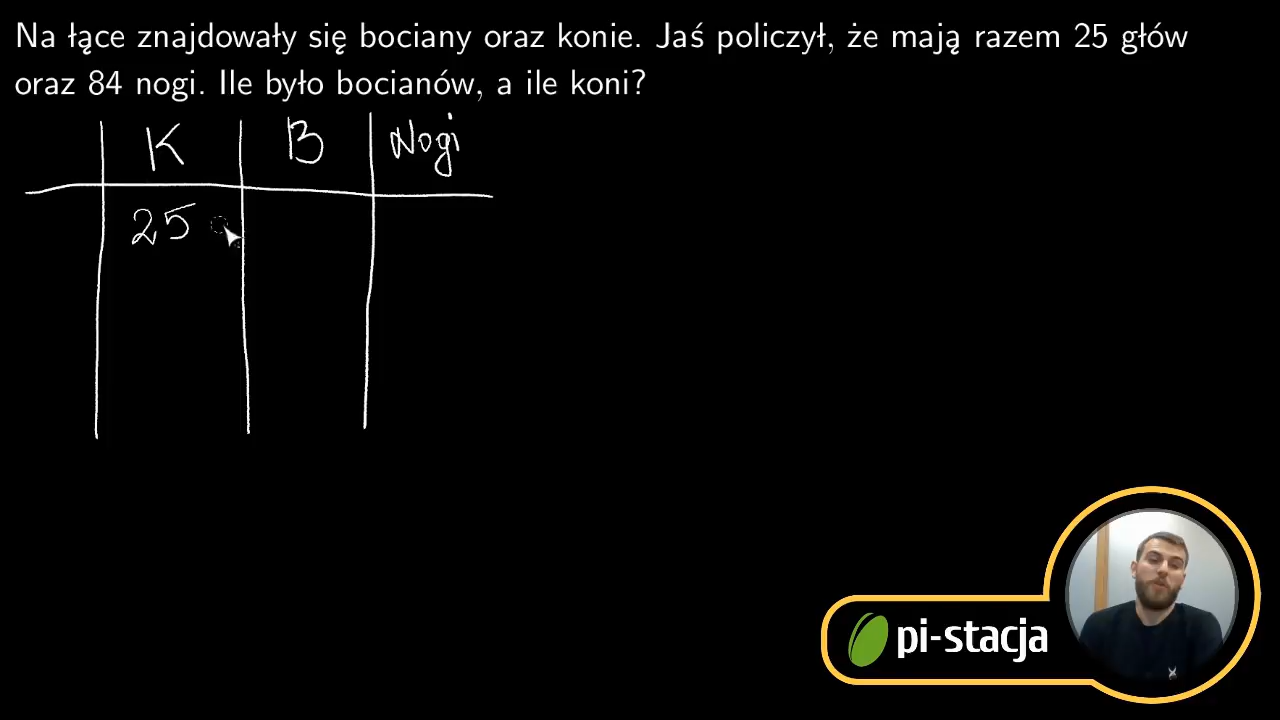 Na łące znajdowały się bociany oraz konie. Jaś policzył, że mają razem 25 głów
oraz 84 nogi. Ile było bocianów, a ile koni?
K B Nogi
25
pi-stacja